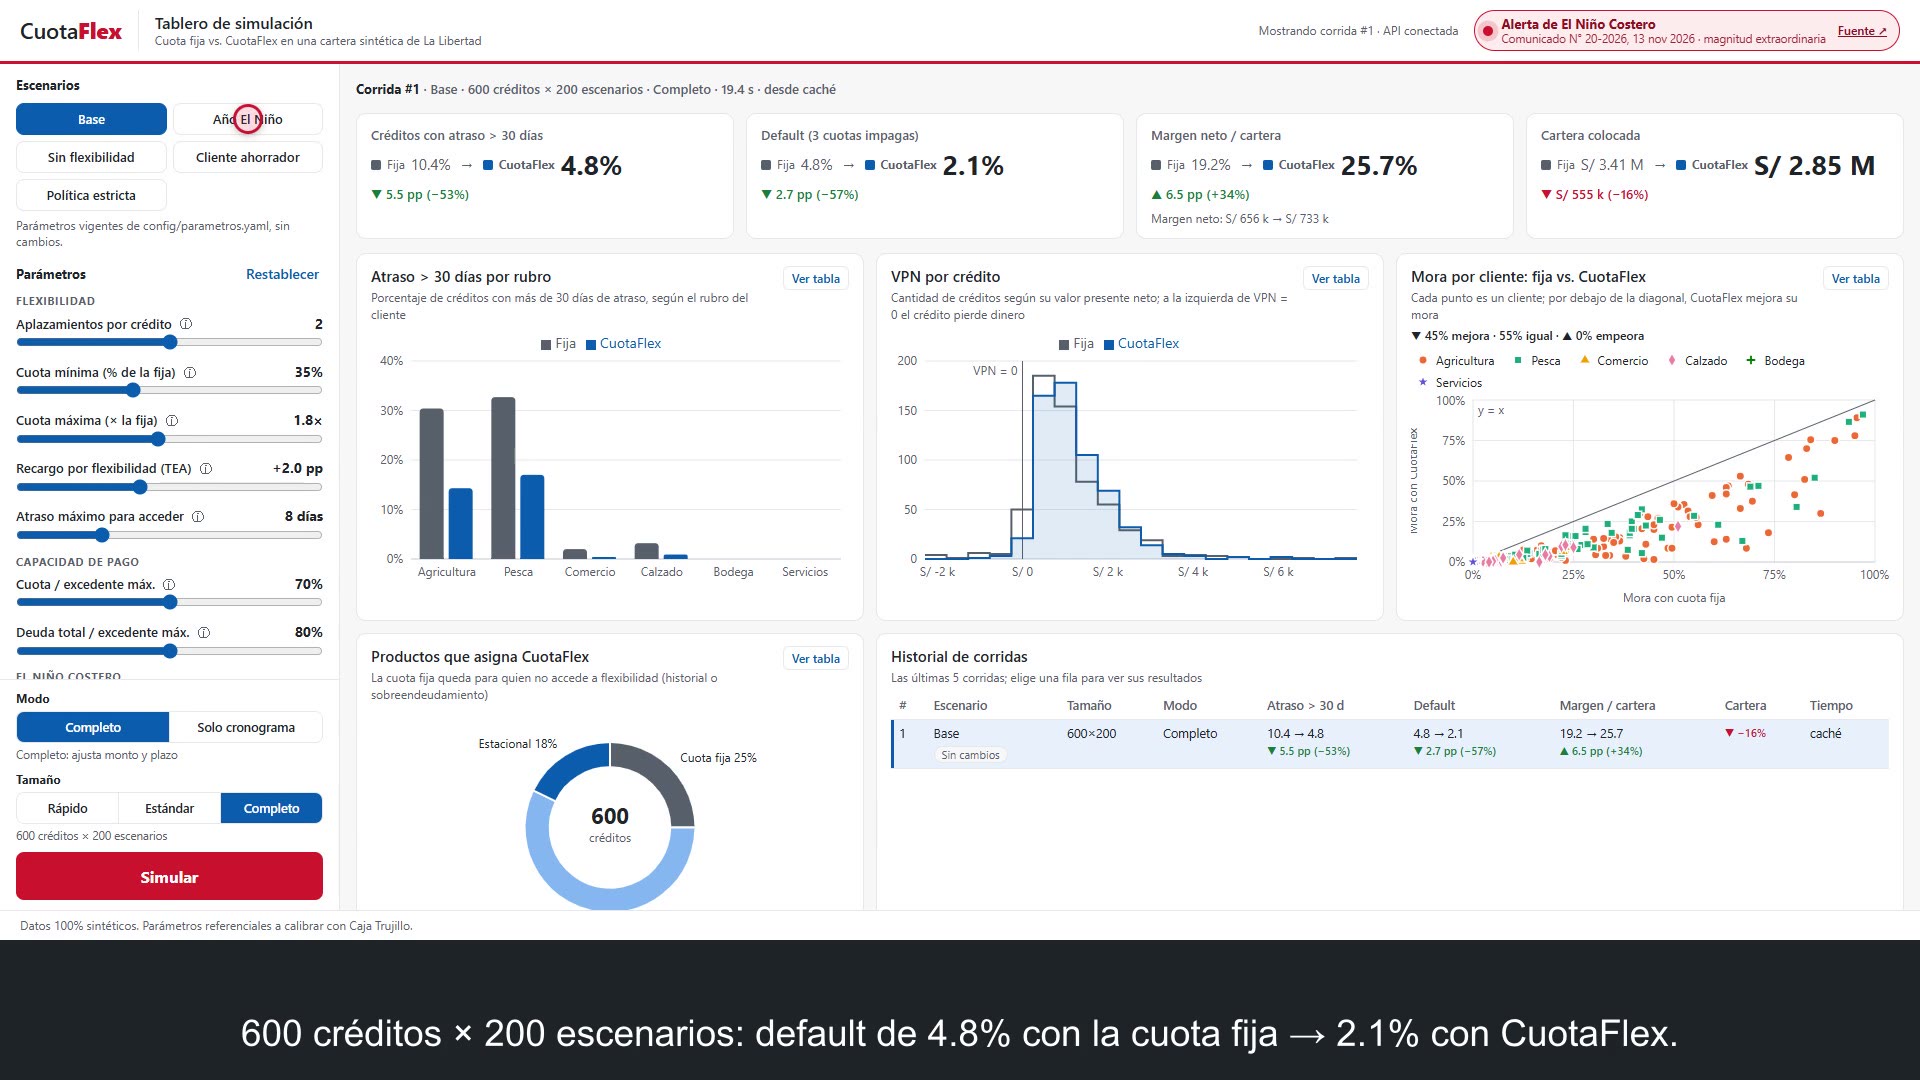 CuotaFlex
Tablero de simulación
Cuota fija vs. CuotaFlex en una cartera sintética de La Libertad
Mostrando corrida #1 · API conectada
Alerta de El Niño Costero
Comunicado N° 20-2026, 13 nov 2026 · magnitud extraordinaria
Fuente ↗
Escenarios
Base
Año El Niño
Sin flexibilidad
Cliente ahorrador
Política estricta
Parámetros vigentes de config/parametros.yaml, sin
cambios.
Parámetros
Restablecer
FLEXIBILIDAD
Aplazamientos por crédito ⓘ 2
Cuota mínima (% de la fija) ⓘ 35%
Cuota máxima (× la fija) ⓘ 1.8×
Recargo por flexibilidad (TEA) ⓘ +2.0 pp
Atraso máximo para acceder ⓘ 8 días
CAPACIDAD DE PAGO
Cuota / excedente máx. ⓘ 70%
Deuda total / excedente máx. ⓘ 80%
EL NIÑO COSTERO
Modo
Completo
Solo cronograma
Completo: ajusta monto y plazo
Tamaño
Rápido
Estándar
Completo
600 créditos × 200 escenarios
Simular
Corrida #1 · Base · 600 créditos × 200 escenarios · Completo · 19.4 s · desde caché
Créditos con atraso > 30 días
Fija 10.4% → CuotaFlex 4.8%
▼ 5.5 pp (−53%)
Default (3 cuotas impagas)
Fija 4.8% → CuotaFlex 2.1%
▼ 2.7 pp (−57%)
Margen neto / cartera
Fija 19.2% → CuotaFlex 25.7%
▲ 6.5 pp (+34%)
Margen neto: S/ 656 k → S/ 733 k
Cartera colocada
Fija S/ 3.41 M → CuotaFlex S/ 2.85 M
▼ S/ 555 k (−16%)
Atraso > 30 días por rubro
Ver tabla
Porcentaje de créditos con más de 30 días de atraso, según el rubro del
cliente
Fija CuotaFlex
40%
30%
20%
10%
0%
Agricultura Pesca Comercio Calzado Bodega Servicios
VPN por crédito
Ver tabla
Cantidad de créditos según su valor presente neto; a la izquierda de VPN =
0 el crédito pierde dinero
Fija CuotaFlex
VPN = 0
200
150
100
50
0
S/ -2 k S/ 0 S/ 2 k S/ 4 k S/ 6 k
Mora por cliente: fija vs. CuotaFlex
Ver tabla
Cada punto es un cliente; por debajo de la diagonal, CuotaFlex mejora su
mora
▼ 45% mejora · 55% igual · ▲ 0% empeora
Agricultura Pesca Comercio Calzado Bodega
Servicios
y = x
Mora con CuotaFlex
100%
75%
50%
25%
0%
0% 25% 50% 75% 100%
Mora con cuota fija
Productos que asigna CuotaFlex
Ver tabla
La cuota fija queda para quien no accede a flexibilidad (historial o
sobreendeudamiento)
Estacional 18%
Cuota fija 25%
600
créditos
Historial de corridas
Las últimas 5 corridas; elige una fila para ver sus resultados
# Escenario Tamaño Modo Atraso > 30 d Default Margen / cartera Cartera Tiempo
1 Base 600×200 Completo 10.4 → 4.8 4.8 → 2.1 19.2 → 25.7 ▼ −16% caché
Sin cambios ▼ 5.5 pp (−53%) ▼ 2.7 pp (−57%) ▲ 6.5 pp (+34%)
Datos 100% sintéticos. Parámetros referenciales a calibrar con Caja Trujillo.
600 créditos × 200 escenarios: default de 4.8% con la cuota fija → 2.1% con CuotaFlex.